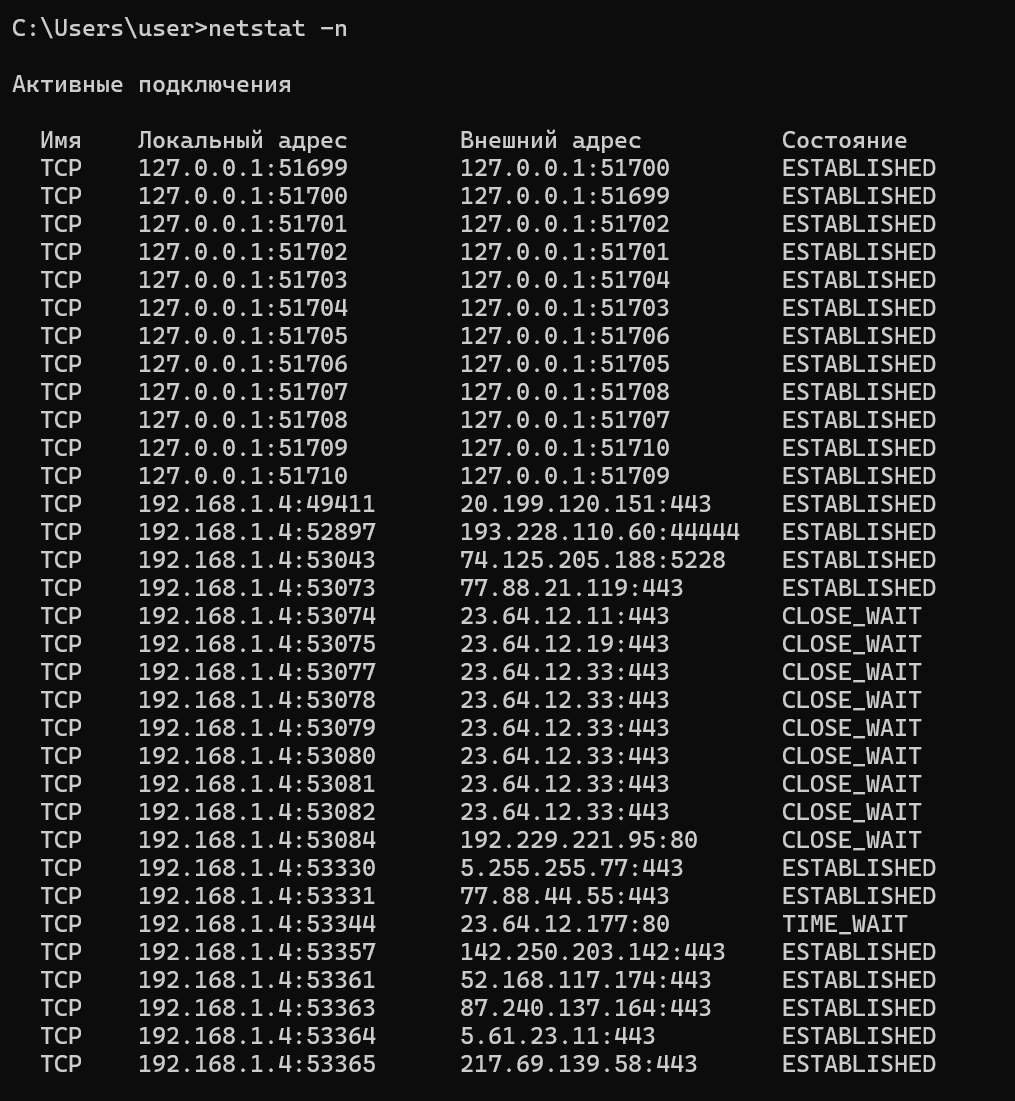 C:\Users\user>netstat -n
Активные подключения
Имя Локальный адрес Внешний адрес Состояние
TCP 127.0.0.1:51699 127.0.0.1:51700 ESTABLISHED
TCP 127.0.0.1:51700 127.0.0.1:51699 ESTABLISHED
TCP 127.0.0.1:51701 127.0.0.1:51702 ESTABLISHED
TCP 127.0.0.1:51702 127.0.0.1:51701 ESTABLISHED
TCP 127.0.0.1:51703 127.0.0.1:51704 ESTABLISHED
TCP 127.0.0.1:51704 127.0.0.1:51703 ESTABLISHED
TCP 127.0.0.1:51705 127.0.0.1:51706 ESTABLISHED
TCP 127.0.0.1:51706 127.0.0.1:51705 ESTABLISHED
TCP 127.0.0.1:51707 127.0.0.1:51708 ESTABLISHED
TCP 127.0.0.1:51708 127.0.0.1:51707 ESTABLISHED
TCP 127.0.0.1:51709 127.0.0.1:51710 ESTABLISHED
TCP 127.0.0.1:51710 127.0.0.1:51709 ESTABLISHED
TCP 192.168.1.4:49411 20.199.120.151:443 ESTABLISHED
TCP 192.168.1.4:52897 193.228.110.60:44444 ESTABLISHED
TCP 192.168.1.4:53043 74.125.205.188:5228 ESTABLISHED
TCP 192.168.1.4:53073 77.88.21.119:443 ESTABLISHED
TCP 192.168.1.4:53074 23.64.12.11:443 CLOSE_WAIT
TCP 192.168.1.4:53075 23.64.12.19:443 CLOSE_WAIT
TCP 192.168.1.4:53077 23.64.12.33:443 CLOSE_WAIT
TCP 192.168.1.4:53078 23.64.12.33:443 CLOSE_WAIT
TCP 192.168.1.4:53079 23.64.12.33:443 CLOSE_WAIT
TCP 192.168.1.4:53080 23.64.12.33:443 CLOSE_WAIT
TCP 192.168.1.4:53081 23.64.12.33:443 CLOSE_WAIT
TCP 192.168.1.4:53082 23.64.12.33:443 CLOSE_WAIT
TCP 192.168.1.4:53084 192.229.221.95:80 CLOSE_WAIT
TCP 192.168.1.4:53330 5.255.255.77:443 ESTABLISHED
TCP 192.168.1.4:53331 77.88.44.55:443 ESTABLISHED
TCP 192.168.1.4:53344 23.64.12.177:80 TIME_WAIT
TCP 192.168.1.4:53357 142.250.203.142:443 ESTABLISHED
TCP 192.168.1.4:53361 52.168.117.174:443 ESTABLISHED
TCP 192.168.1.4:53363 87.240.137.164:443 ESTABLISHED
TCP 192.168.1.4:53364 5.61.23.11:443 ESTABLISHED
TCP 192.168.1.4:53365 217.69.139.58:443 ESTABLISHED